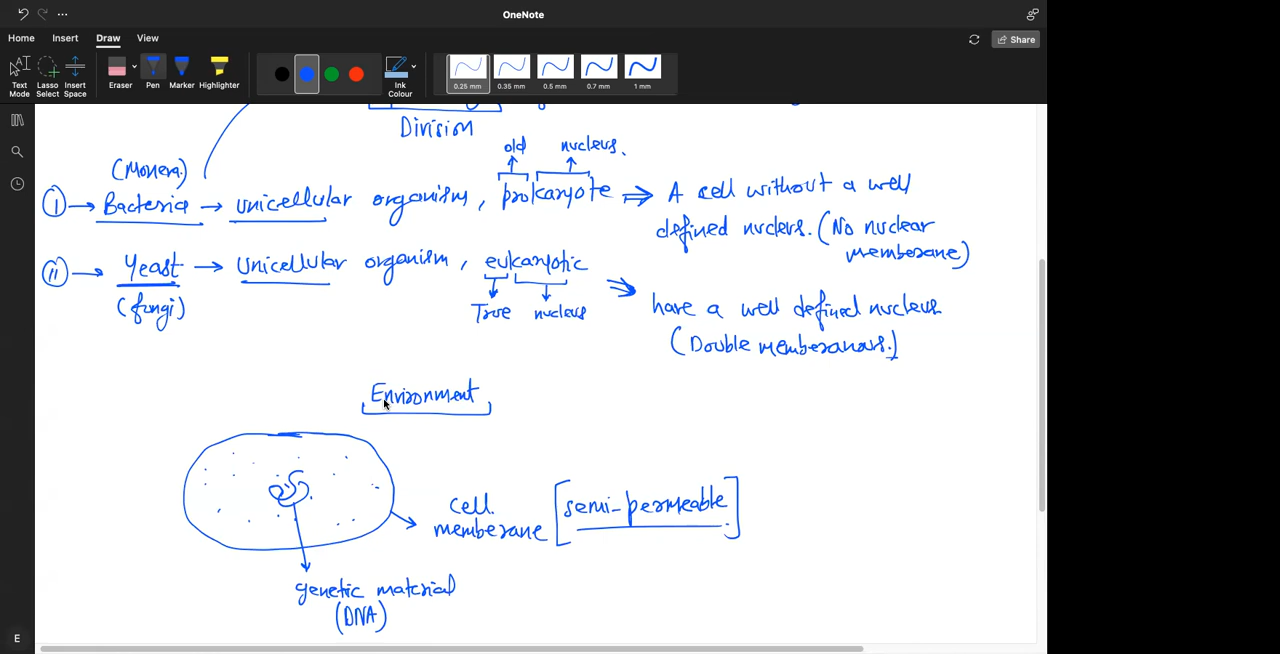 OneNote
Home Insert Draw View
Share
Text Mode
Lasso Select
Insert Space
Eraser
Pen
Marker
Highlighter
Ink Colour
0.25 mm 0.35 mm 0.5 mm 0.7 mm 1 mm
Division
old nucleus.
(Monera)
I → Bacteria → unicellular organism, prokaryote ⇒ A cell without a well
defined nucleus. (No nuclear
memberane)
II → Yeast → Unicellular organism, eukaryotic ⇒
(fungi)
True nucleus
have a well defined nucleus
(Double memberanous.)
Environment
cell
memberane [semi-permeable]
genetic material
(DNA)
E